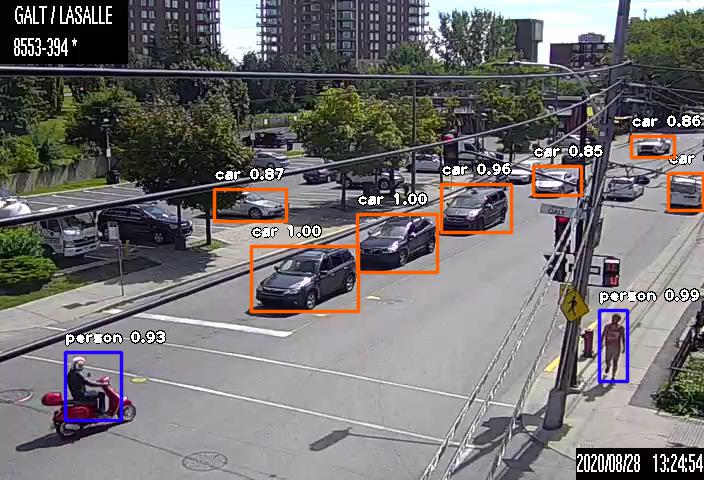 GALT / LASALLE
8553-394 *
car 0.86
car
car 0.85
car 0.96
car 0.87
car 1.00
car 1.00
GALT
person 0.99
person 0.93
2020/08/28 13:24:54